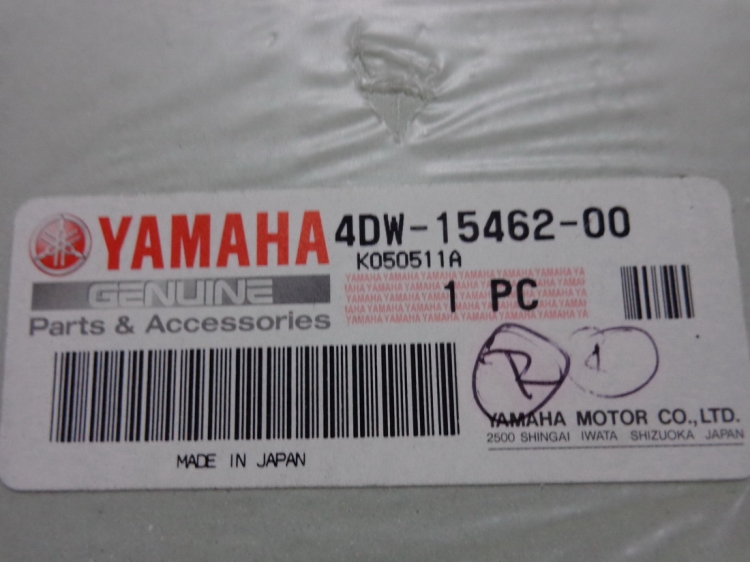 YAMAHA 4DW-15462-00
K050511A
GENUINE
1 PC
Parts & Accessories
R 1
YAMAHA MOTOR CO.,LTD.
2500 SHINGAI IWATA SHIZUOKA JAPAN
MADE IN JAPAN